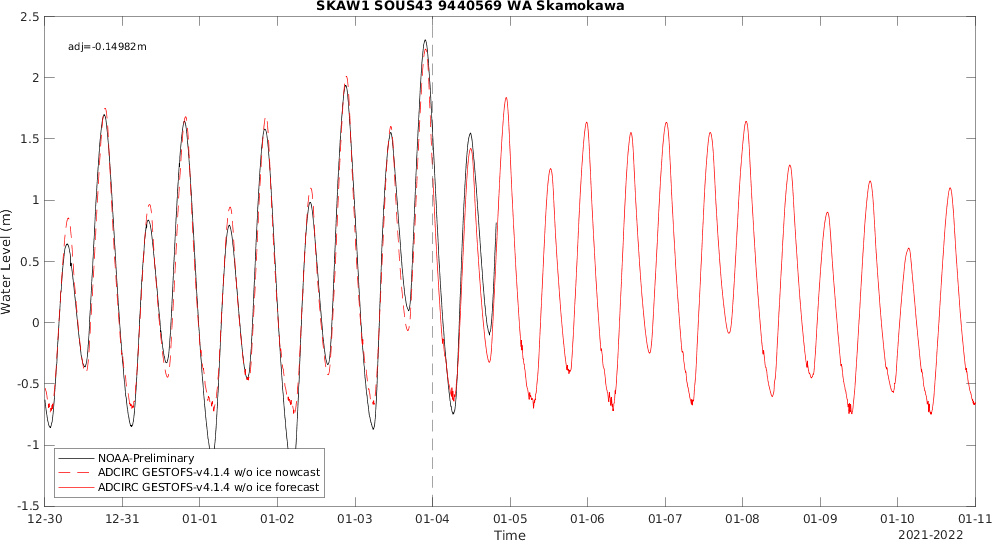 SKAW1 SOUS43 9440569 WA Skamokawa
adj=-0.14982m
2.5
2
1.5
1
0.5
0
-0.5
-1
-1.5
Water Level (m)
NOAA-Preliminary
ADCIRC GESTOFS-v4.1.4 w/o ice nowcast
ADCIRC GESTOFS-v4.1.4 w/o ice forecast
12-30 12-31 01-01 01-02 01-03 01-04 01-05 01-06 01-07 01-08 01-09 01-10 01-11
Time
2021-2022